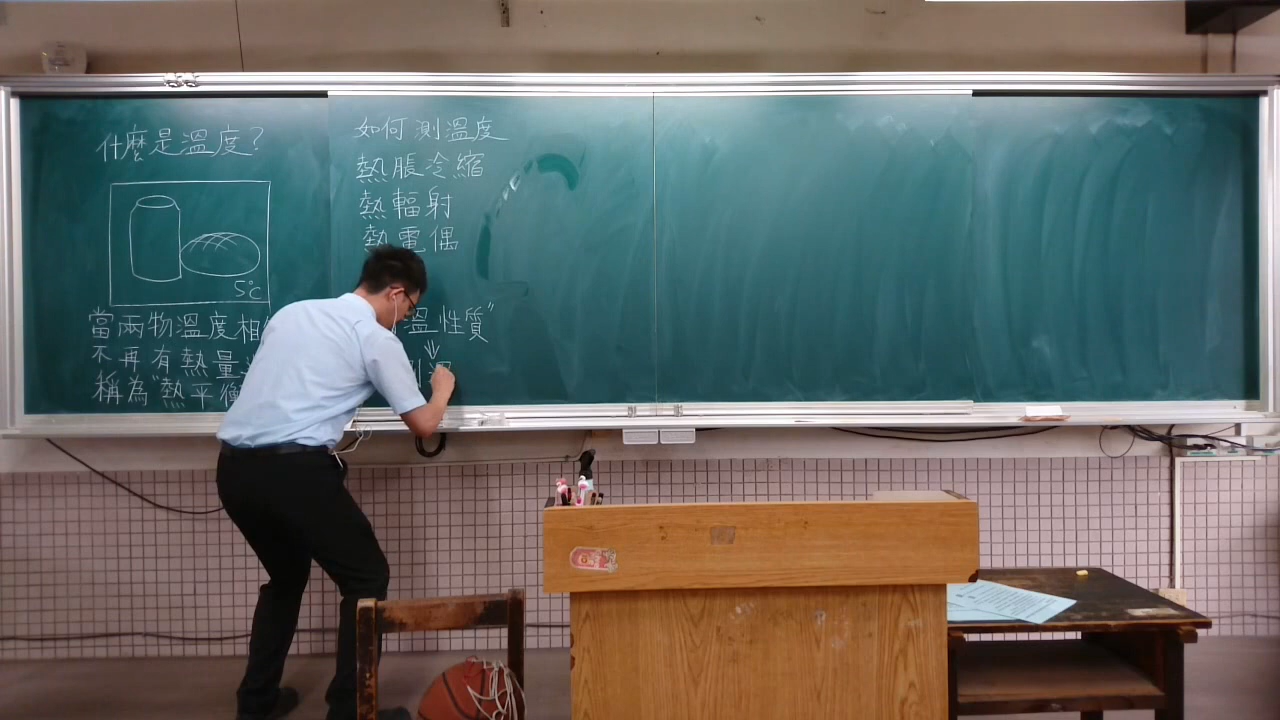 什麼是溫度?
5°C
當兩物溫度相
不再有熱量
稱為"熱平衡
如何測溫度
熱脹冷縮
熱輻射
熱電偶
溫性質"
⇓
測溫